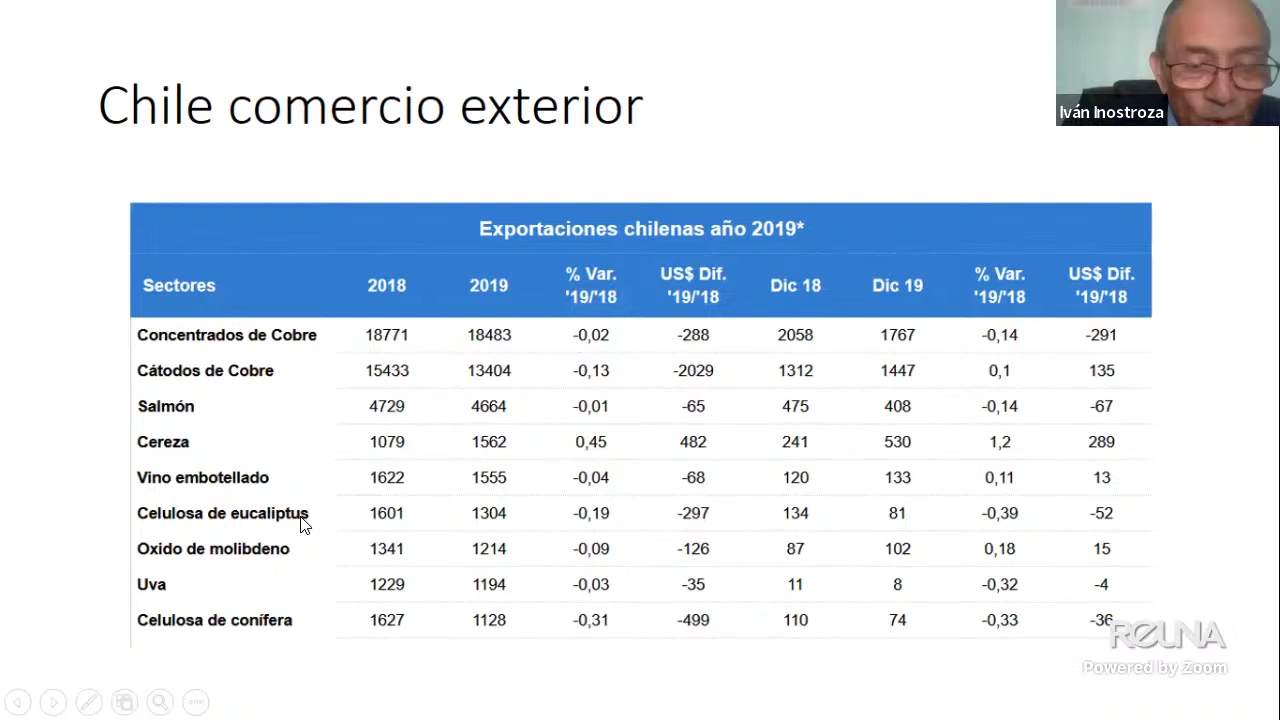 Chile comercio exterior
Iván Inostroza
Exportaciones chilenas año 2019*
Sectores 2018 2019 % Var. '19/'18 US$ Dif. '19/'18 Dic 18 Dic 19 % Var. '19/'18 US$ Dif. '19/'18
Concentrados de Cobre 18771 18483 -0,02 -288 2058 1767 -0,14 -291
Cátodos de Cobre 15433 13404 -0,13 -2029 1312 1447 0,1 135
Salmón 4729 4664 -0,01 -65 475 408 -0,14 -67
Cereza 1079 1562 0,45 482 241 530 1,2 289
Vino embotellado 1622 1555 -0,04 -68 120 133 0,11 13
Celulosa de eucaliptus 1601 1304 -0,19 -297 134 81 -0,39 -52
Oxido de molibdeno 1341 1214 -0,09 -126 87 102 0,18 15
Uva 1229 1194 -0,03 -35 11 8 -0,32 -4
Celulosa de conífera 1627 1128 -0,31 -499 110 74 -0,33 -36
REUNA
Powered by Zoom